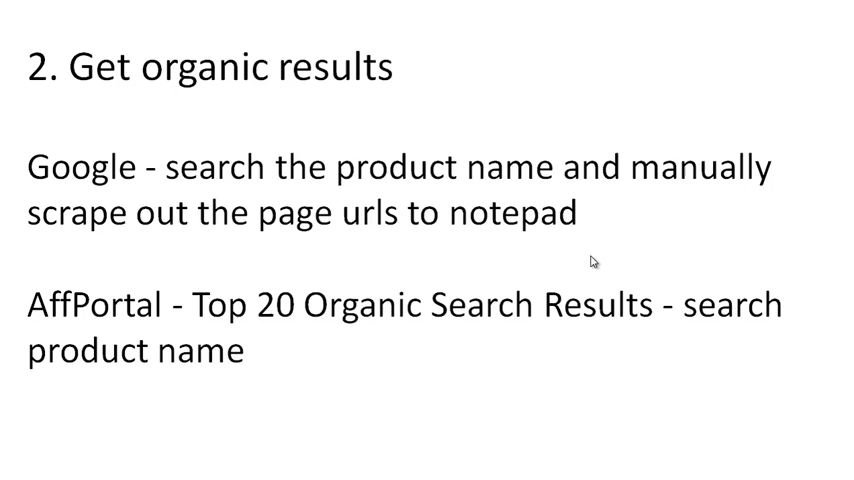 2. Get organic results
Google - search the product name and manually
scrape out the page urls to notepad
AffPortal - Top 20 Organic Search Results - search
product name